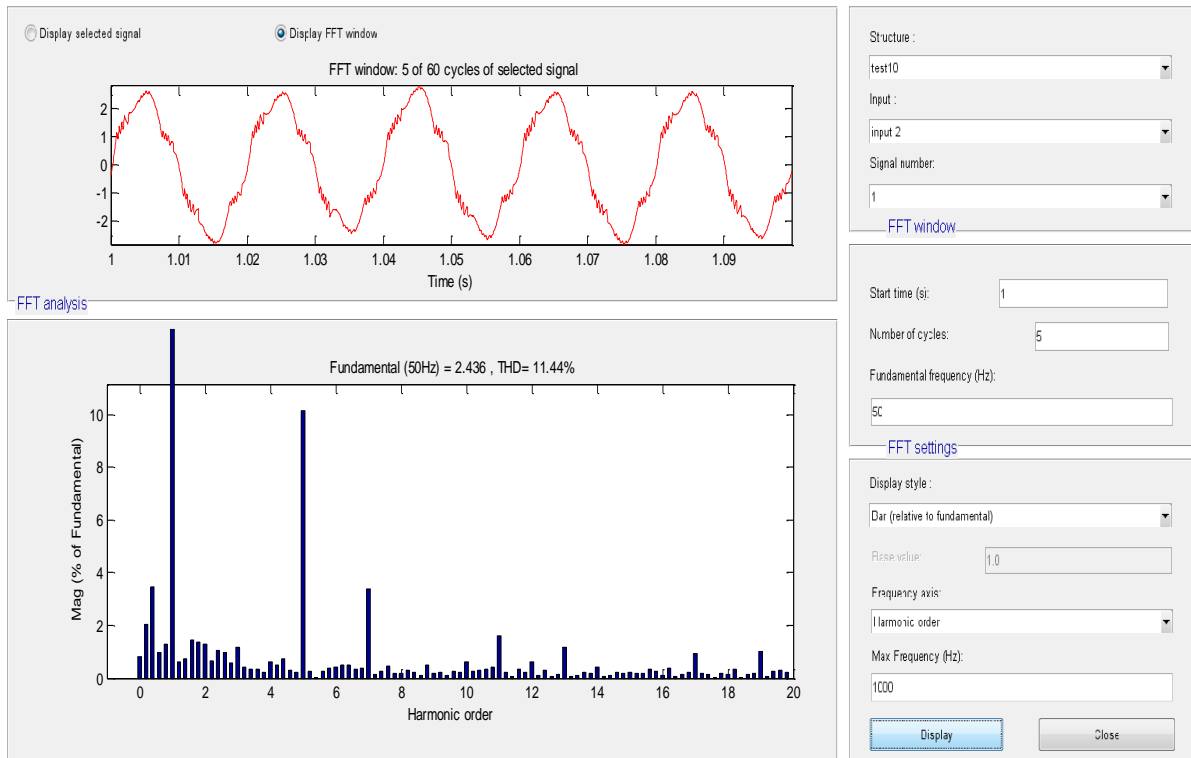 Display selected signal
Display FFT window
FFT window: 5 of 60 cycles of selected signal
2
1
0
-1
-2
1
1.01
1.02
1.03
1.04
1.05
1.06
1.07
1.08
1.09
Time (s)
FFT analysis
Fundamental (50Hz) = 2.436 , THD= 11.44%
10
8
6
4
2
0
0
2
4
6
8
10
12
14
16
18
20
Mag (% of Fundamental)
Harmonic order
Structure :
test10
Input :
input 2
Signal number:
1
FFT window
Start time (s):
1
Number of cycles:
5
Fundamental frequency (Hz):
50
FFT settings
Display style :
Bar (relative to fundamental)
Base value:
1.0
Frequency axis:
Harmonic order
Max Frequency (Hz):
1000
Display
Close